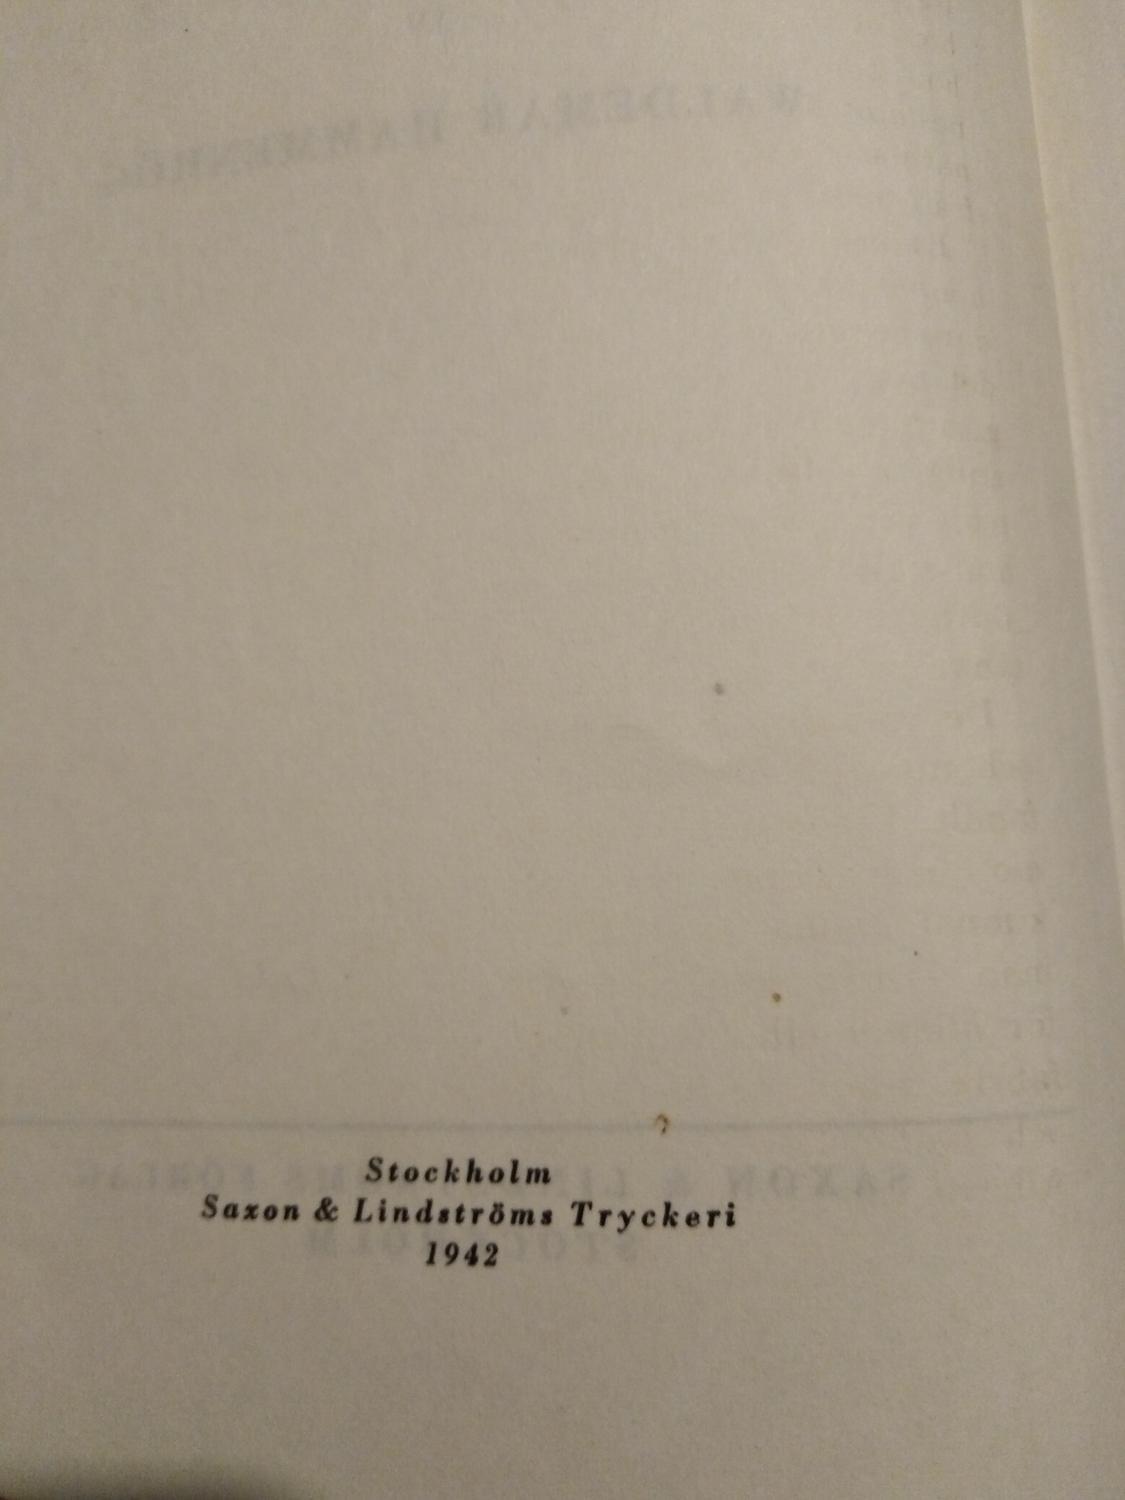 Stockholm
Saxon & Lindströms Tryckeri
1942